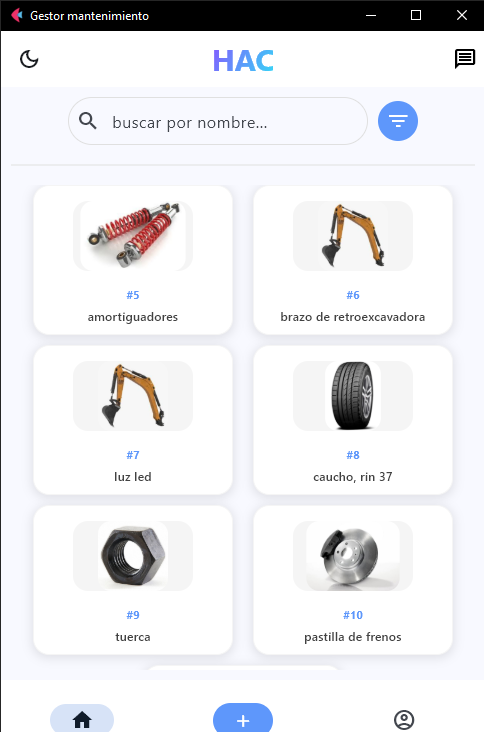 Gestor mantenimiento
HAC
buscar por nombre...
#5
amortiguadores
#6
brazo de retroexcavadora
#7
luz led
#8
caucho, rin 37
#9
tuerca
#10
pastilla de frenos